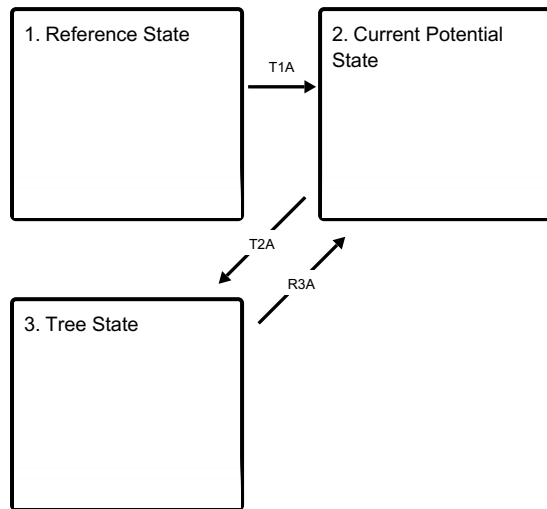 1. Reference State
2. Current Potential
State
T1A
T2A
R3A
3. Tree State